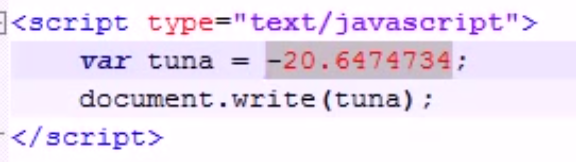 <script type="text/javascript">
var tuna = -20.6474734;
document.write(tuna);
</script>